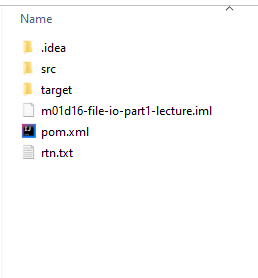 Name
.idea
src
target
m01d16-file-io-part1-lecture.iml
pom.xml
rtn.txt